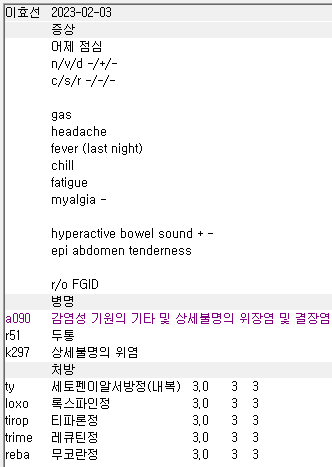 이효선 2023-02-03
증상
어제 점심
n/v/d -/+/-
c/s/r -/-/-
gas
headache
fever (last night)
chill
fatigue
myalgia -
hyperactive bowel sound + -
epi abdomen tenderness
r/o FGID
병명
a090 감염성 기원의 기타 및 상세불명의 위장염 및 결장염
r51 두통
k297 상세불명의 위염
처방
ty 세토펜이알서방정(내복) 3.0 3 3
loxo 록스파인정 3.0 3 3
tirop 티파론정 3.0 3 3
trime 레큐틴정 3.0 3 3
reba 무코란정 3.0 3 3